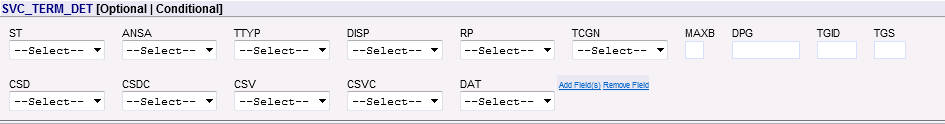 SVC_TERM_DET [Optional | Conditional]
ST ANSA TTYP DISP RP TCGN MAXB DPG TGID TGS
--Select-- --Select-- --Select-- --Select-- --Select-- --Select--
CSD CSDC CSV CSVC DAT
--Select-- --Select-- --Select-- --Select-- --Select-- Add Field(s) Remove Field